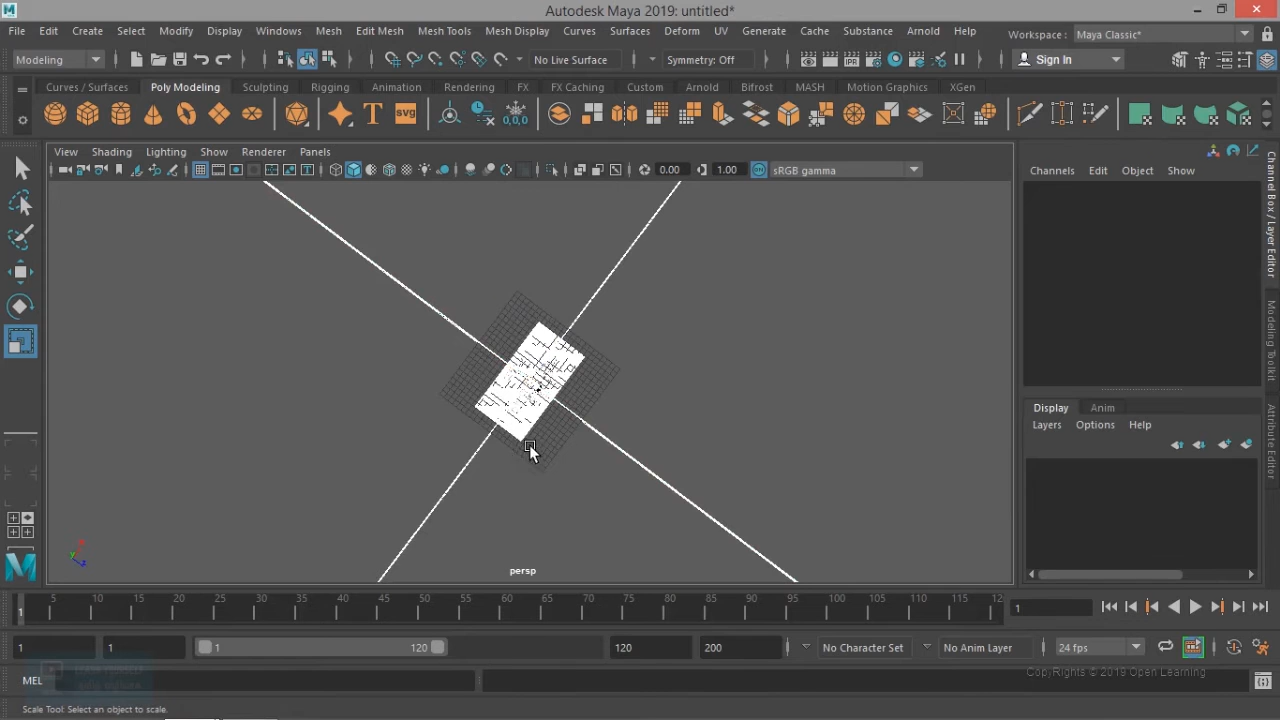 Autodesk Maya 2019: untitled*
File Edit Create Select Modify Display Windows Mesh Edit Mesh Mesh Tools Mesh Display Curves Surfaces Deform UV Generate Cache Substance Arnold Help Workspace : Maya Classic*
Modeling No Live Surface Symmetry: Off Sign In
Curves / Surfaces Poly Modeling Sculpting Rigging Animation Rendering FX FX Caching Custom Arnold Bifrost MASH Motion Graphics XGen
T svg 0,0,0
View Shading Lighting Show Renderer Panels
0.00 1.00 sRGB gamma
Channels Edit Object Show
Channel Box / Layer Editor
Modeling Toolkit
Attribute Editor
Display Anim
Layers Options Help
persp
1 5 10 15 20 25 30 35 40 45 50 55 60 65 70 75 80 85 90 95 100 105 110 115 12
1
1 1 1 120 120 200 No Character Set No Anim Layer 24 fps
MEL
CopyRights © 2019 Open Learning
Scale Tool: Select an object to scale.